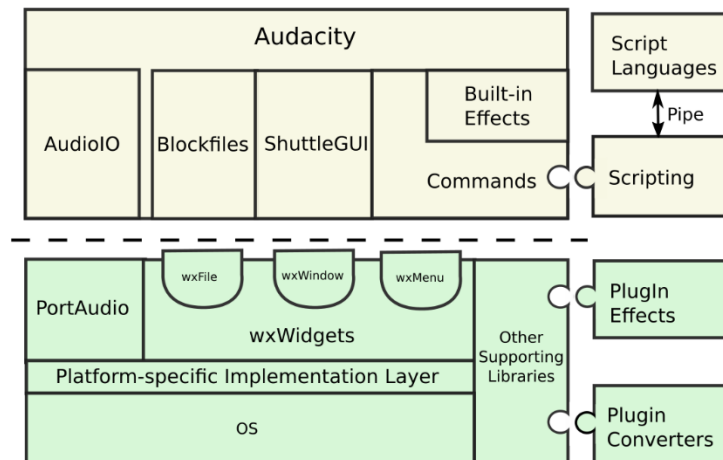 Audacity
Script
Languages
Pipe
AudioIO
Blockfiles
ShuttleGUI
Built-in
Effects
Commands
Scripting
wxFile
wxWindow
wxMenu
PortAudio
wxWidgets
Other
Supporting
Libraries
PlugIn
Effects
Platform-specific Implementation Layer
OS
Plugin
Converters